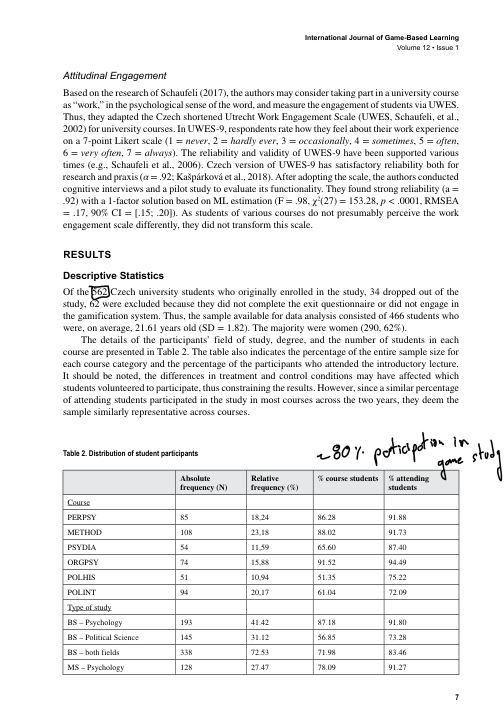 International Journal of Game-Based Learning
Volume 12 • Issue 1
Attitudinal Engagement
Based on the research of Schaufeli (2017), the authors may consider taking part in a university course
as “work,” in the psychological sense of the word, and measure the engagement of students via UWES.
Thus, they adapted the Czech shortened Utrecht Work Engagement Scale (UWES, Schaufeli, et al.,
2002) for university courses. In UWES-9, respondents rate how they feel about their work experience
on a 7-point Likert scale (1 = never, 2 = hardly ever, 3 = occasionally, 4 = sometimes, 5 = often,
6 = very often, 7 = always). The reliability and validity of UWES-9 have been supported various
times (e.g., Schaufeli et al., 2006). Czech version of UWES-9 has satisfactory reliability both for
research and praxis (α = .92; Kašpárková et al., 2018). After adopting the scale, the authors conducted
cognitive interviews and a pilot study to evaluate its functionality. They found strong reliability (a =
.92) with a 1-factor solution based on ML estimation (F = .98, χ²(27) = 153.28, p < .0001, RMSEA
= .17, 90% CI = [.15; .20]). As students of various courses do not presumably perceive the work
engagement scale differently, they did not transform this scale.
RESULTS
Descriptive Statistics
Of the 562 Czech university students who originally enrolled in the study, 34 dropped out of the
study, 62 were excluded because they did not complete the exit questionnaire or did not engage in
the gamification system. Thus, the sample available for data analysis consisted of 466 students who
were, on average, 21.61 years old (SD = 1.82). The majority were women (290, 62%).
The details of the participants’ field of study, degree, and the number of students in each
course are presented in Table 2. The table also indicates the percentage of the entire sample size for
each course category and the percentage of the participants who attended the introductory lecture.
It should be noted, the differences in treatment and control conditions may have affected which
students volunteered to participate, thus constraining the results. However, since a similar percentage
of attending students participated in the study in most courses across the two years, they deem the
sample similarly representative across courses.
~80% participation in
game study
Table 2. Distribution of student participants
Absolute frequency (N) Relative frequency (%) % course students % attending students
Course
PERPSY 85 18,24 86.28 91.88
METHOD 108 23,18 88.02 91.73
PSYDIA 54 11,59 65.60 87.40
ORGPSY 74 15,88 91.52 94.49
POLHIS 51 10,94 51.35 75.22
POLINT 94 20,17 61.04 72.09
Type of study
BS – Psychology 193 41.42 87.18 91.80
BS – Political Science 145 31.12 56.85 73.28
BS – both fields 338 72.53 71.98 83.46
MS – Psychology 128 27.47 78.09 91.27
7